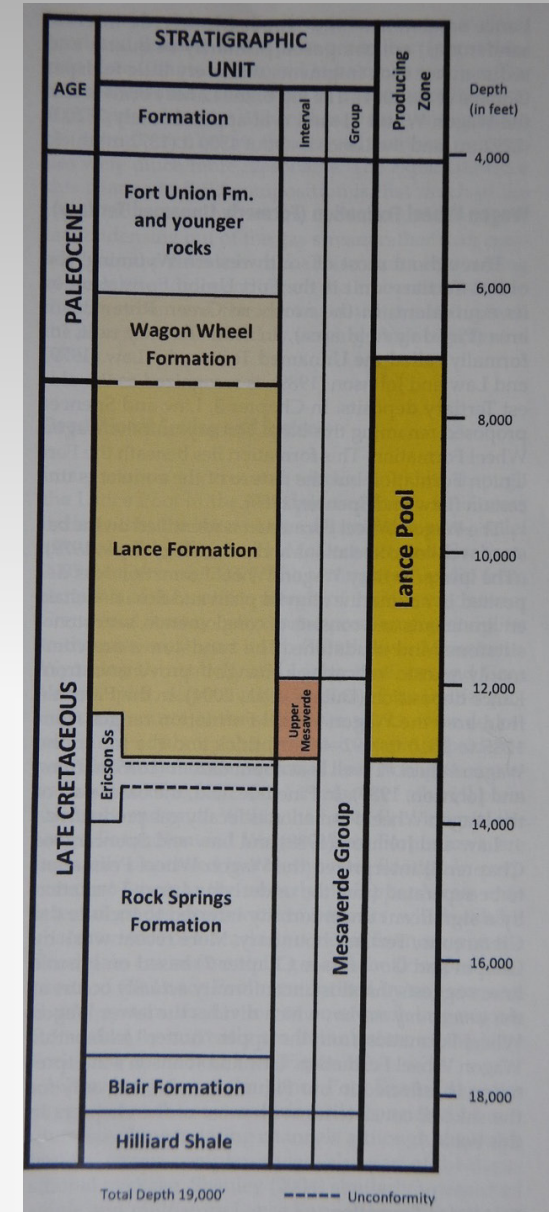 STRATIGRAPHIC
UNIT
AGE
Formation
Interval
Group
Producing
Zone
Depth
(in feet)
4,000
PALEOCENE
Fort Union Fm.
and younger
rocks
6,000
Wagon Wheel
Formation
8,000
Lance Pool
Lance Formation
10,000
12,000
LATE CRETACEOUS
Upper
Mesaverde
Ericson Ss
14,000
Mesaverde Group
Rock Springs
Formation
16,000
Blair Formation
18,000
Hilliard Shale
Total Depth 19,000'
Unconformity